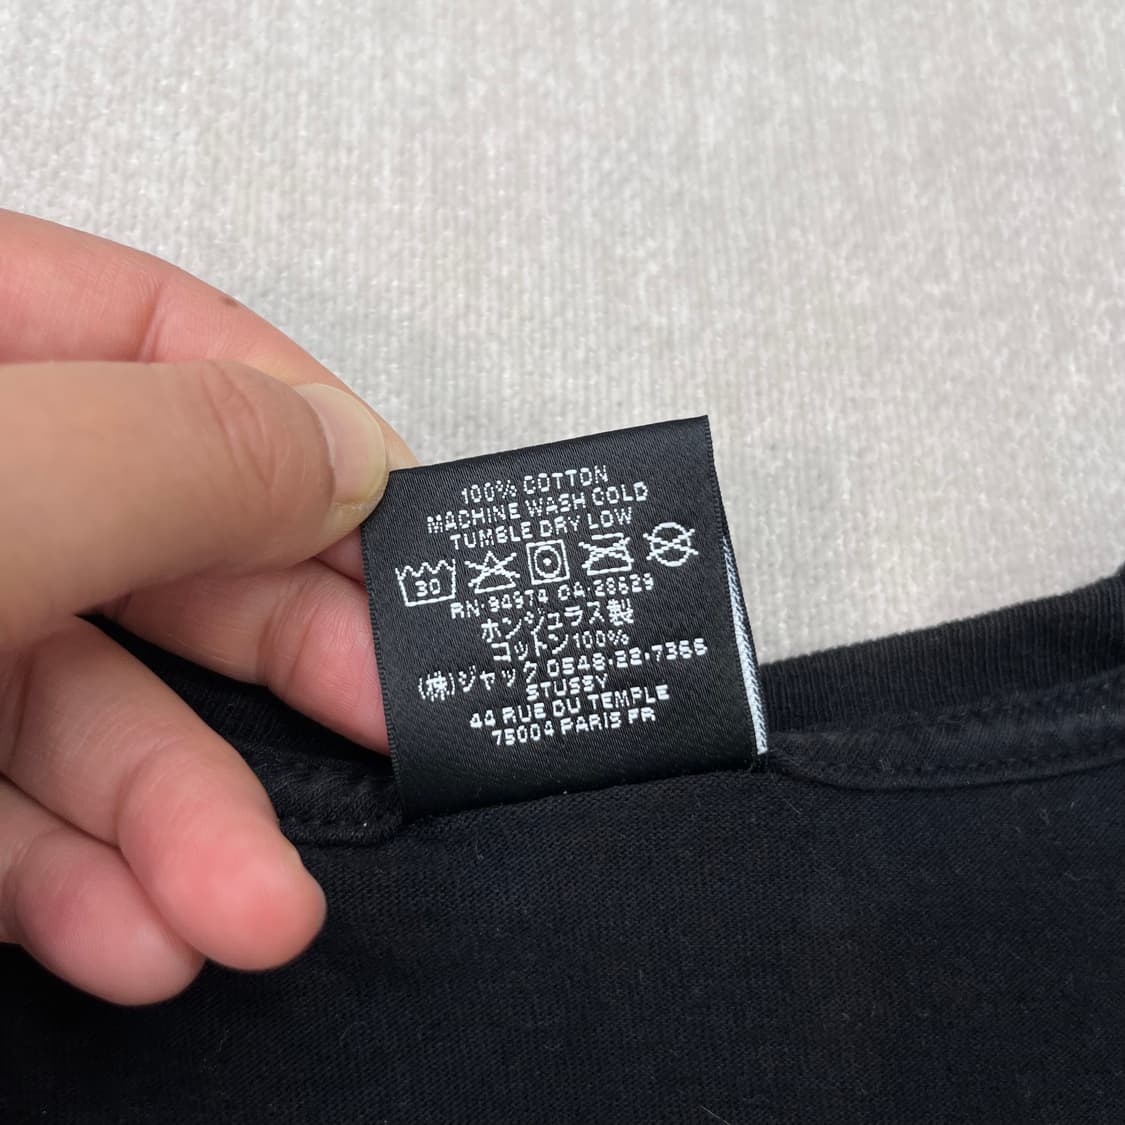 100% COTTON
MACHINE WASH COLD
TUMBLE DRY LOW
30
RN·94974 CA·28629
ホンジュラス製
コットン100%
(株)ジャック 0548·22·7366
STUSSY
44 RUE DU TEMPLE
75004 PARIS FR